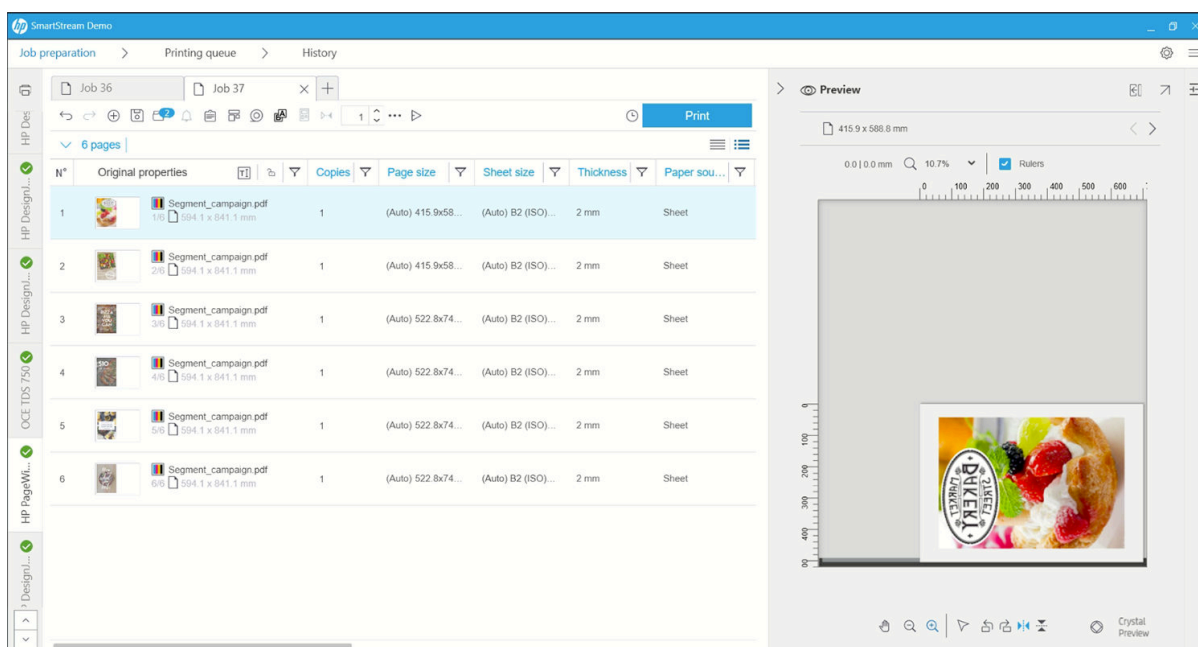 hp SmartStream Demo
Job preparation > Printing queue > History
Job 36
Job 37
2
1
Print
6 pages
N° Original properties Copies Page size Sheet size Thickness Paper sou...
1 Segment_campaign.pdf 1 (Auto) 415.9x58... (Auto) B2 (ISO)... 2 mm Sheet
1/6 594.1 x 841.1 mm
2 Segment_campaign.pdf 1 (Auto) 415.9x58... (Auto) B2 (ISO)... 2 mm Sheet
2/6 594.1 x 841.1 mm
3 Segment_campaign.pdf 1 (Auto) 522.8x74... (Auto) B2 (ISO)... 2 mm Sheet
3/6 594.1 x 841.1 mm
4 Segment_campaign.pdf 1 (Auto) 522.8x74... (Auto) B2 (ISO)... 2 mm Sheet
4/6 594.1 x 841.1 mm
5 Segment_campaign.pdf 1 (Auto) 522.8x74... (Auto) B2 (ISO)... 2 mm Sheet
5/6 594.1 x 841.1 mm
6 Segment_campaign.pdf 1 (Auto) 522.8x74... (Auto) B2 (ISO)... 2 mm Sheet
6/6 594.1 x 841.1 mm
HP Des
HP DesignJ...
HP DesignJ...
OCE TDS 750
HP PageWi...
DesignJ...
Preview
415.9 x 588.8 mm
0.0 | 0.0 mm 10.7% Rulers
0 100 200 300 400 500 600
0
100
200
300
400
STREET
BAKERY
MARKET
Crystal
Preview